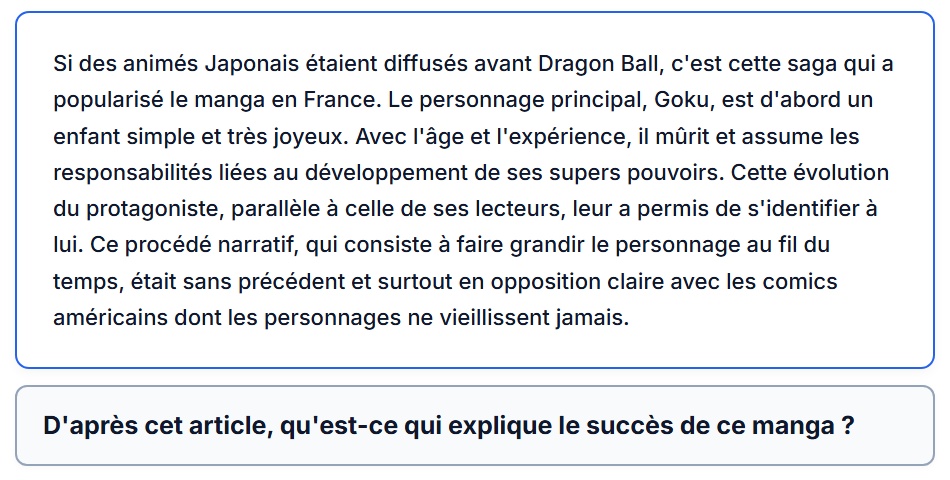 Si des animés Japonais étaient diffusés avant Dragon Ball, c'est cette saga qui a
popularisé le manga en France. Le personnage principal, Goku, est d'abord un
enfant simple et très joyeux. Avec l'âge et l'expérience, il mûrit et assume les
responsabilités liées au développement de ses supers pouvoirs. Cette évolution
du protagoniste, parallèle à celle de ses lecteurs, leur a permis de s'identifier à
lui. Ce procédé narratif, qui consiste à faire grandir le personnage au fil du
temps, était sans précédent et surtout en opposition claire avec les comics
américains dont les personnages ne vieillissent jamais.
D'après cet article, qu'est-ce qui explique le succès de ce manga ?